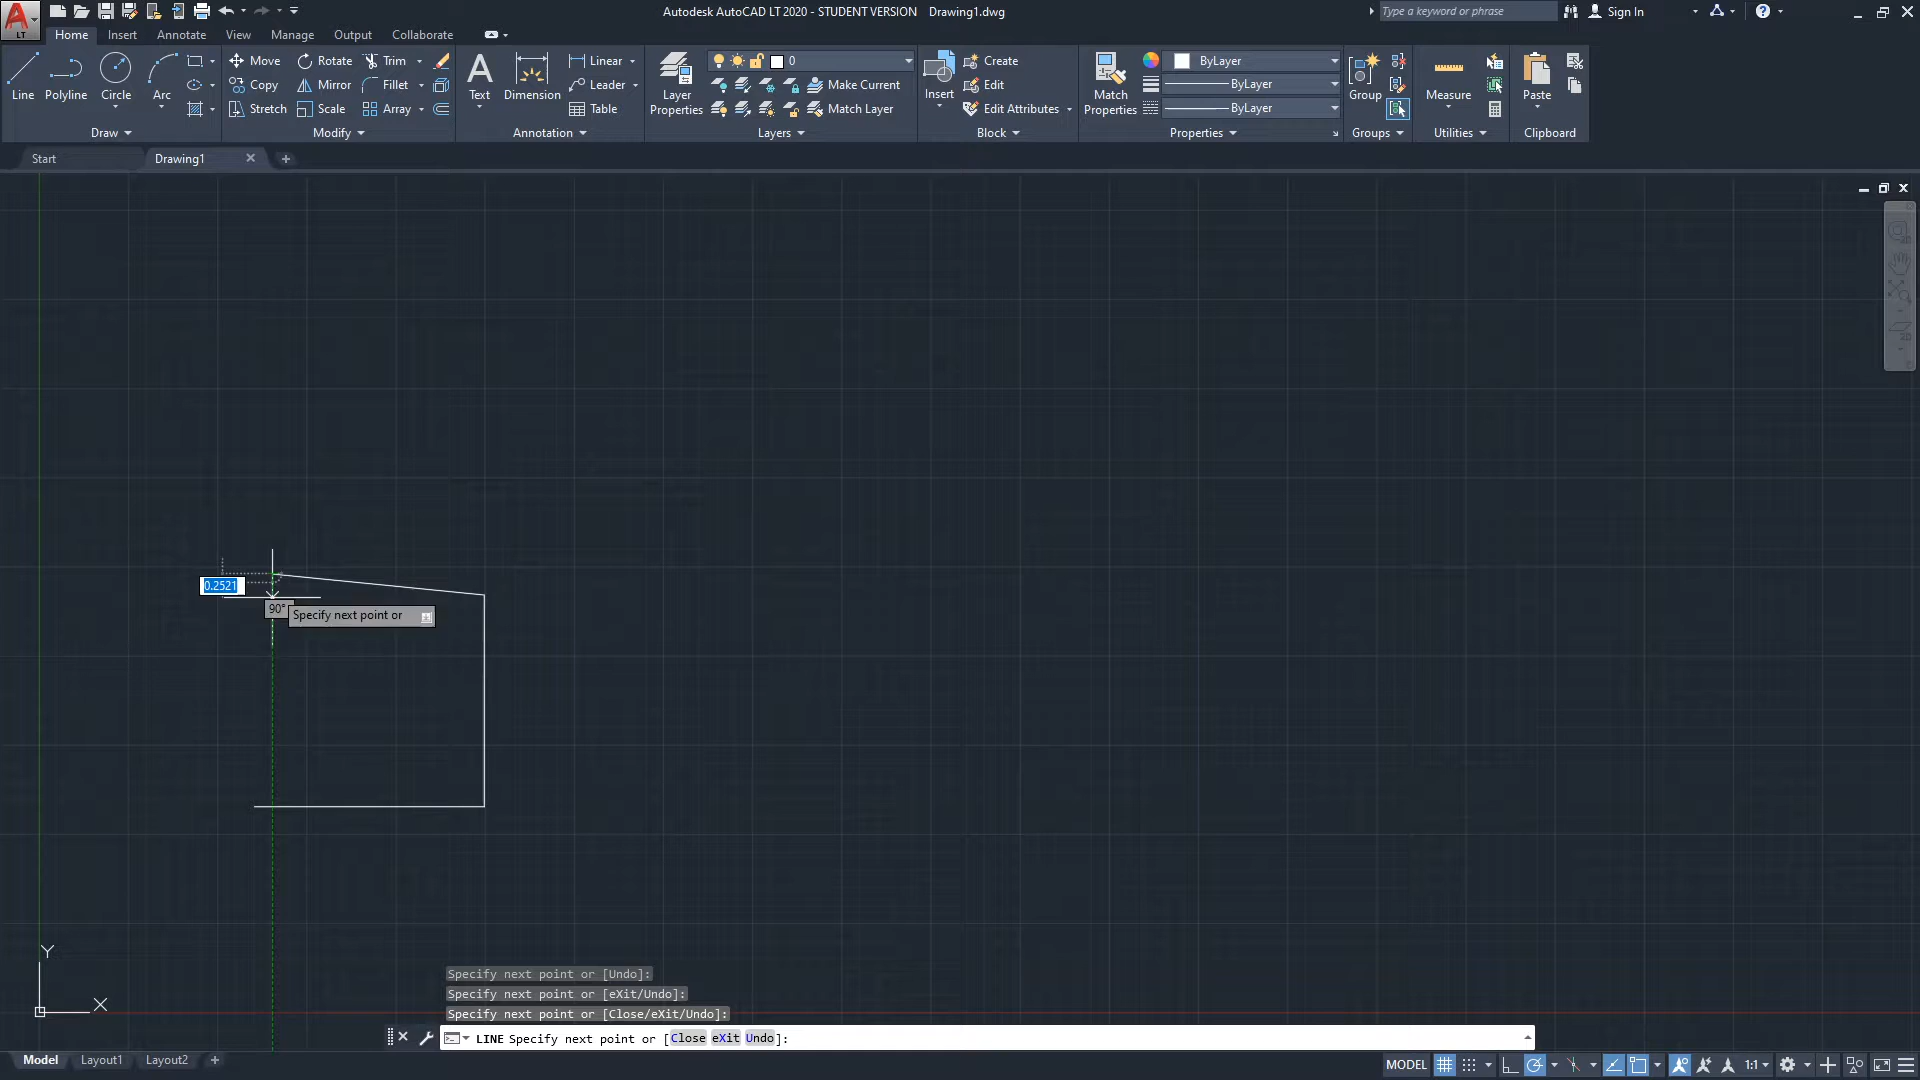 Autodesk AutoCAD LT 2020 - STUDENT VERSION Drawing1.dwg
Type a keyword or phrase
Sign In
A
LT
Home Insert Annotate View Manage Output Collaborate
Line Polyline Circle Arc
Draw
Move Rotate Trim
Copy Mirror Fillet
Stretch Scale Array
Modify
Text Dimension
Linear
Leader
Table
Annotation
Layer Properties
0
Make Current
Match Layer
Layers
Insert
Create
Edit
Edit Attributes
Block
Match Properties
ByLayer
ByLayer
ByLayer
Properties
Group
Groups
Measure
Utilities
Paste
Clipboard
Start Drawing1
0.2521
90°
Specify next point or
Y
X
Specify next point or [Undo]:
Specify next point or [eXit/Undo]:
Specify next point or [Close/eXit/Undo]:
LINE Specify next point or [Close eXit Undo]:
Model Layout1 Layout2
MODEL 1:1